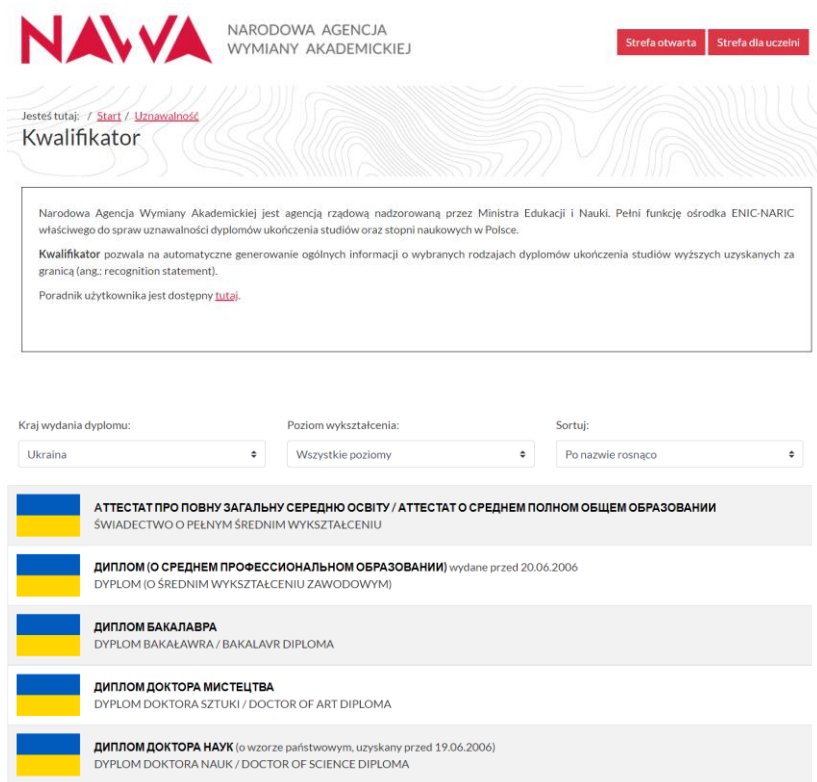 NAWA
NARODOWA AGENCJA
WYMIANY AKADEMICKIEJ
Strefa otwarta
Strefa dla uczelni
Jesteś tutaj: / Start / Uznawalność
Kwalifikator
Narodowa Agencja Wymiany Akademickiej jest agencją rządową nadzorowaną przez Ministra Edukacji i Nauki. Pełni funkcję ośrodka ENIC-NARIC
właściwego do spraw uznawalności dyplomów ukończenia studiów oraz stopni naukowych w Polsce.
Kwalifikator pozwala na automatyczne generowanie ogólnych informacji o wybranych rodzajach dyplomów ukończenia studiów wyższych uzyskanych za
granicą (ang.: recognition statement).
Poradnik użytkownika jest dostępny tutaj.
Kraj wydania dyplomu:
Poziom wykształcenia:
Sortuj:
Ukraina
Wszystkie poziomy
Po nazwie rosnąco
АТТЕСТАТ ПРО ПОВНУ ЗАГАЛЬНУ СЕРЕДНЮ ОСВІТУ / АТТЕСТАТ О СРЕДНЕМ ПОЛНОМ ОБЩЕМ ОБРАЗОВАНИИ
ŚWIADECTWO O PEŁNYM ŚREDNIM WYKSZTAŁCENIU
ДИПЛОМ (О СРЕДНЕМ ПРОФЕССИОНАЛЬНОМ ОБРАЗОВАНИИ) wydane przed 20.06.2006
DYPLOM (O ŚREDNIM WYKSZTAŁCENIU ZAWODOWYM)
ДИПЛОМ БАКАЛАВРА
DYPLOM BAKAŁAWRA / BAKALAVR DIPLOMA
ДИПЛОМ ДОКТОРА МИСТЕЦТВА
DYPLOM DOKTORA SZTUKI / DOCTOR OF ART DIPLOMA
ДИПЛОМ ДОКТОРА НАУК (o wzorze państwowym, uzyskany przed 19.06.2006)
DYPLOM DOKTORA NAUK / DOCTOR OF SCIENCE DIPLOMA